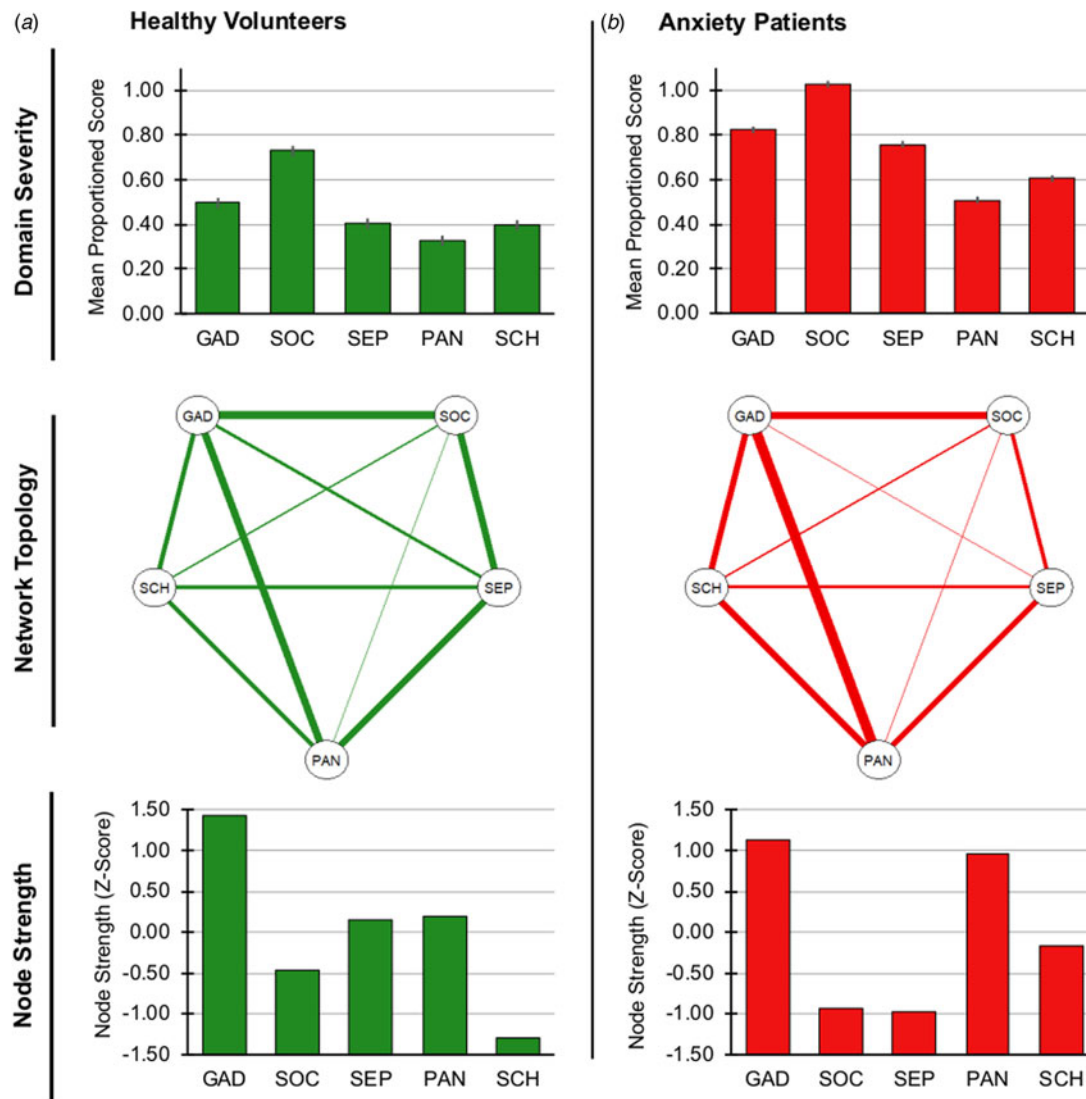 (a) Healthy Volunteers
(b) Anxiety Patients
Domain Severity
Mean Proportioned Score
1.00
0.80
0.60
0.40
0.20
0.00
GAD SOC SEP PAN SCH
Mean Proportioned Score
1.00
0.80
0.60
0.40
0.20
0.00
GAD SOC SEP PAN SCH
Network Topology
GAD SOC
SCH SEP
PAN
GAD SOC
SCH SEP
PAN
Node Strength
Node Strength (Z-Score)
1.50
1.00
0.50
0.00
-0.50
-1.00
-1.50
GAD SOC SEP PAN SCH
Node Strength (Z-Score)
1.50
1.00
0.50
0.00
-0.50
-1.00
-1.50
GAD SOC SEP PAN SCH